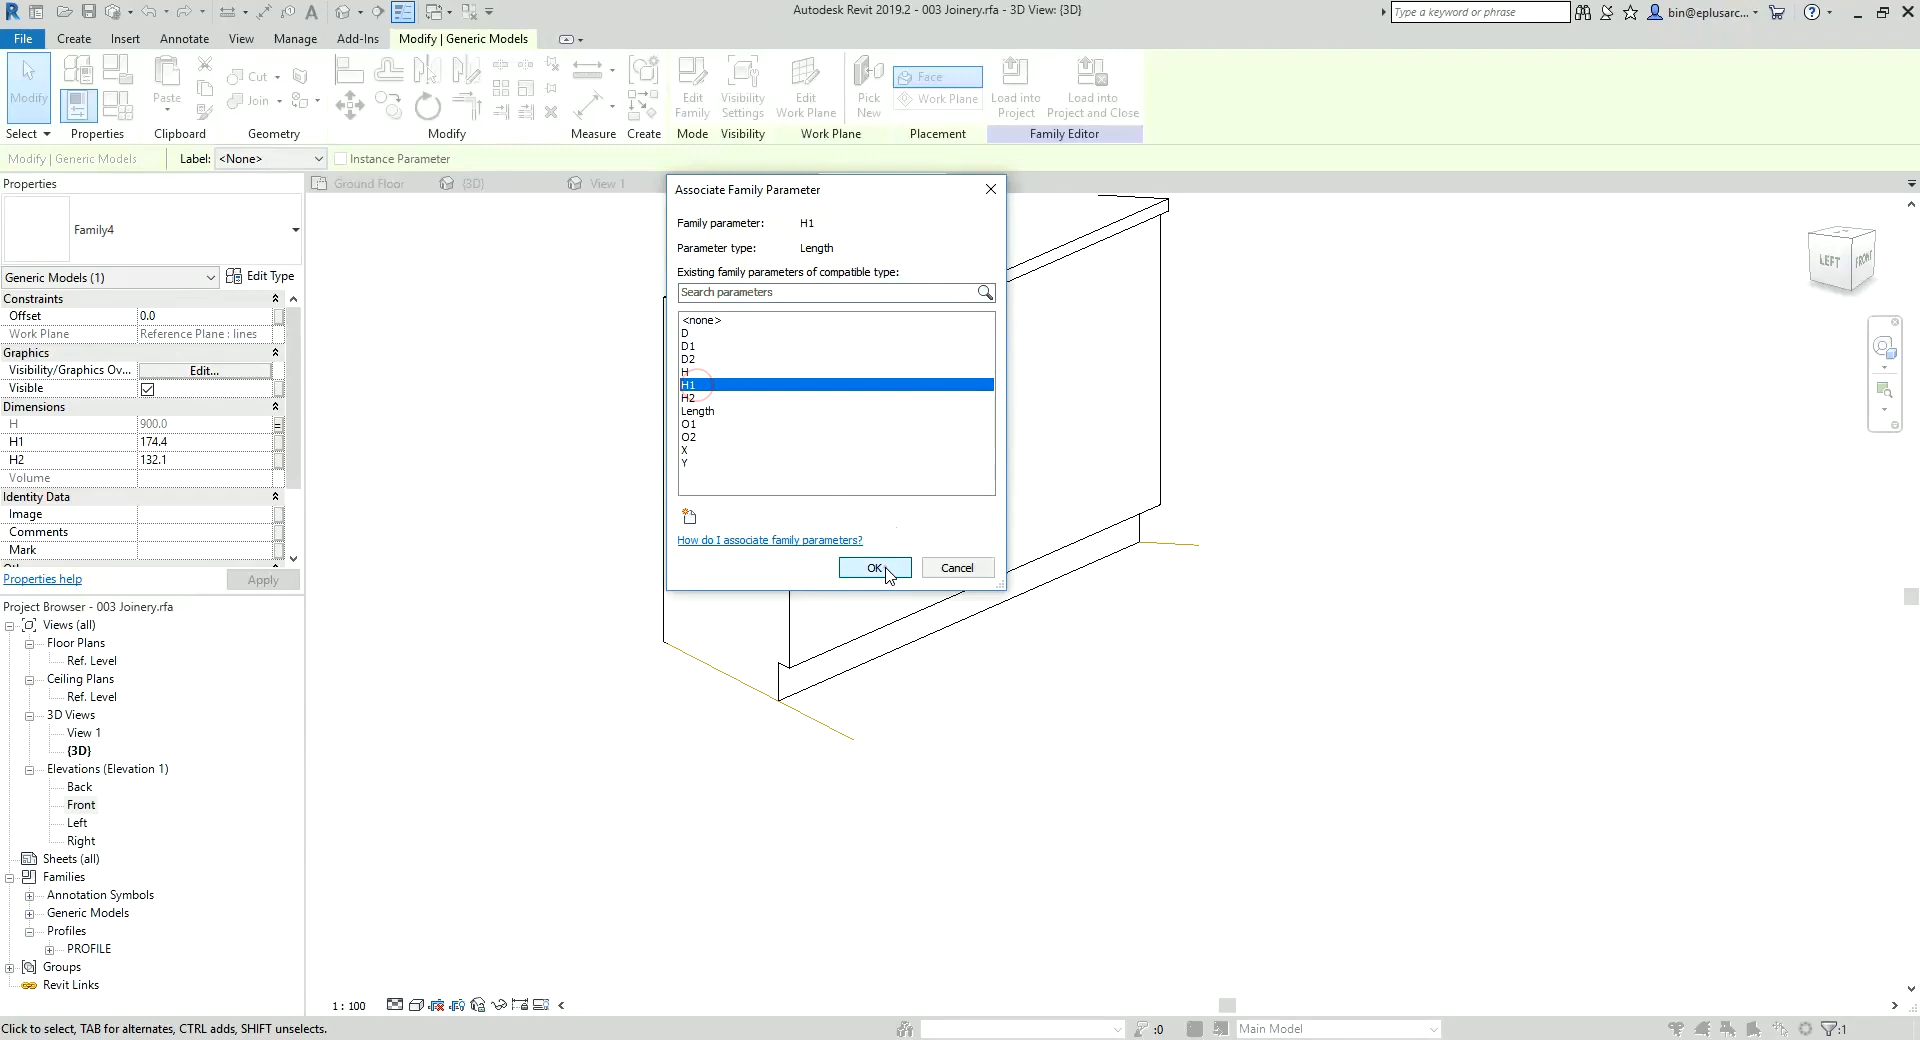 Autodesk Revit 2019.2 - 003 Joinery.rfa - 3D View: {3D}
Type a keyword or phrase
bin@eplusarc...
File Create Insert Annotate View Manage Add-Ins Modify | Generic Models
Modify
Paste
Cut
Join
Edit Family
Visibility Settings
Edit Work Plane
Pick New
Face
Work Plane
Load into Project
Load into Project and Close
Select Properties Clipboard Geometry Modify Measure Create Mode Visibility Work Plane Placement Family Editor
Modify | Generic Models Label: <None> Instance Parameter
Properties
Ground Floor {3D} View 1
Family4
Generic Models (1) Edit Type
Constraints
Offset 0.0
Work Plane Reference Plane : lines
Graphics
Visibility/Graphics Ov... Edit...
Visible
Dimensions
H 900.0 =
H1 174.4
H2 132.1
Volume
Identity Data
Image
Comments
Mark
Properties help Apply
Project Browser - 003 Joinery.rfa
Views (all)
Floor Plans
Ref. Level
Ceiling Plans
Ref. Level
3D Views
View 1
{3D}
Elevations (Elevation 1)
Back
Front
Left
Right
Sheets (all)
Families
Annotation Symbols
Generic Models
Profiles
PROFILE
Groups
Revit Links
Associate Family Parameter
Family parameter: H1
Parameter type: Length
Existing family parameters of compatible type:
Search parameters
<none>
D
D1
D2
H
H1
H2
Length
O1
O2
X
Y
How do I associate family parameters?
OK Cancel
LEFT FRONT
1 : 100
Click to select, TAB for alternates, CTRL adds, SHIFT unselects.
:0 Main Model :1